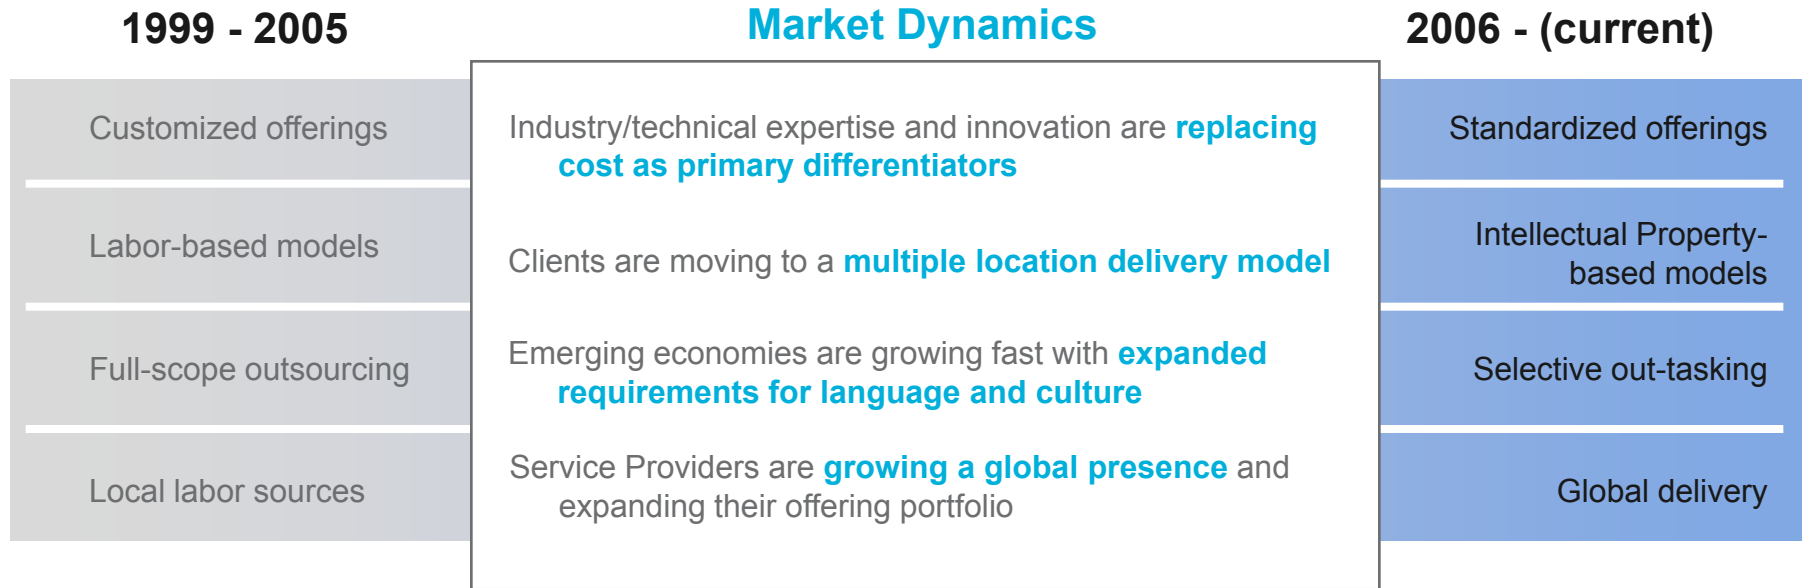 1999 - 2005
Market Dynamics
2006 - (current)
Customized offerings
Labor-based models
Full-scope outsourcing
Local labor sources
Industry/technical expertise and innovation are replacing
cost as primary differentiators
Clients are moving to a multiple location delivery model
Emerging economies are growing fast with expanded
requirements for language and culture
Service Providers are growing a global presence and
expanding their offering portfolio
Standardized offerings
Intellectual Property-
based models
Selective out-tasking
Global delivery